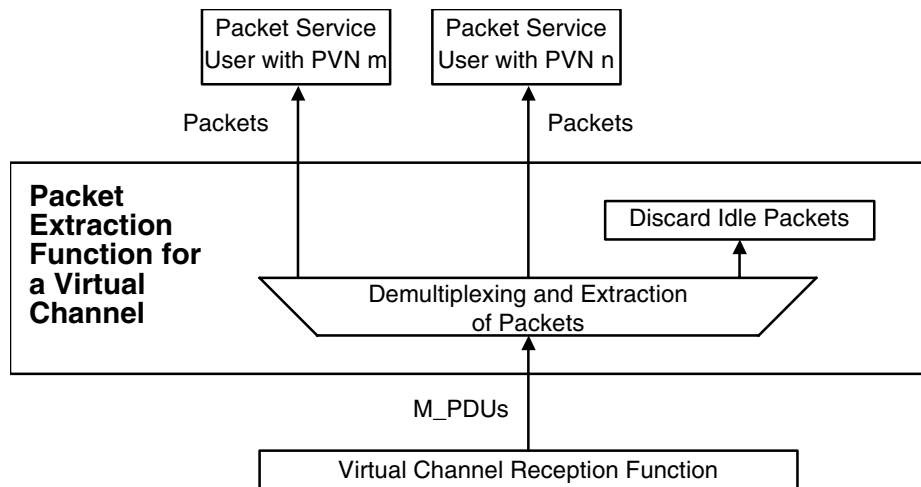 Packet Service
User with PVN m
Packet Service
User with PVN n
Packets
Packets
Packet
Extraction
Function for
a Virtual
Channel
Discard Idle Packets
Demultiplexing and Extraction
of Packets
M_PDUs
Virtual Channel Reception Function